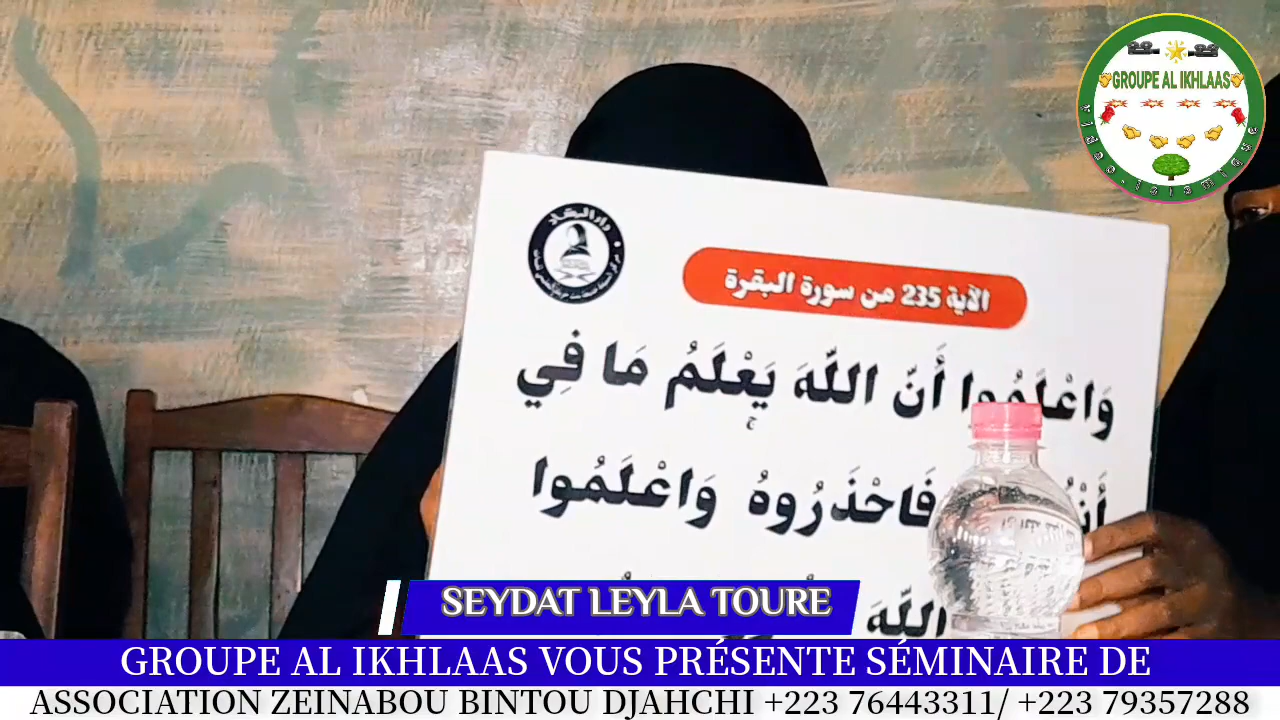 GROUPE AL IKHLAAS
الآية 235 من سورة البقرة
وَاعْلَمُوا أَنَّ اللَّهَ يَعْلَمُ مَا فِي
فَاحْذَرُوهُ وَاعْلَمُوا
اللَّهَ
SEYDAT LEYLA TOURE
GROUPE AL IKHLAAS VOUS PRÉSENTE SÉMINAIRE DE
ASSOCIATION ZEINABOU BINTOU DJAHCHI +223 76443311/ +223 79357288